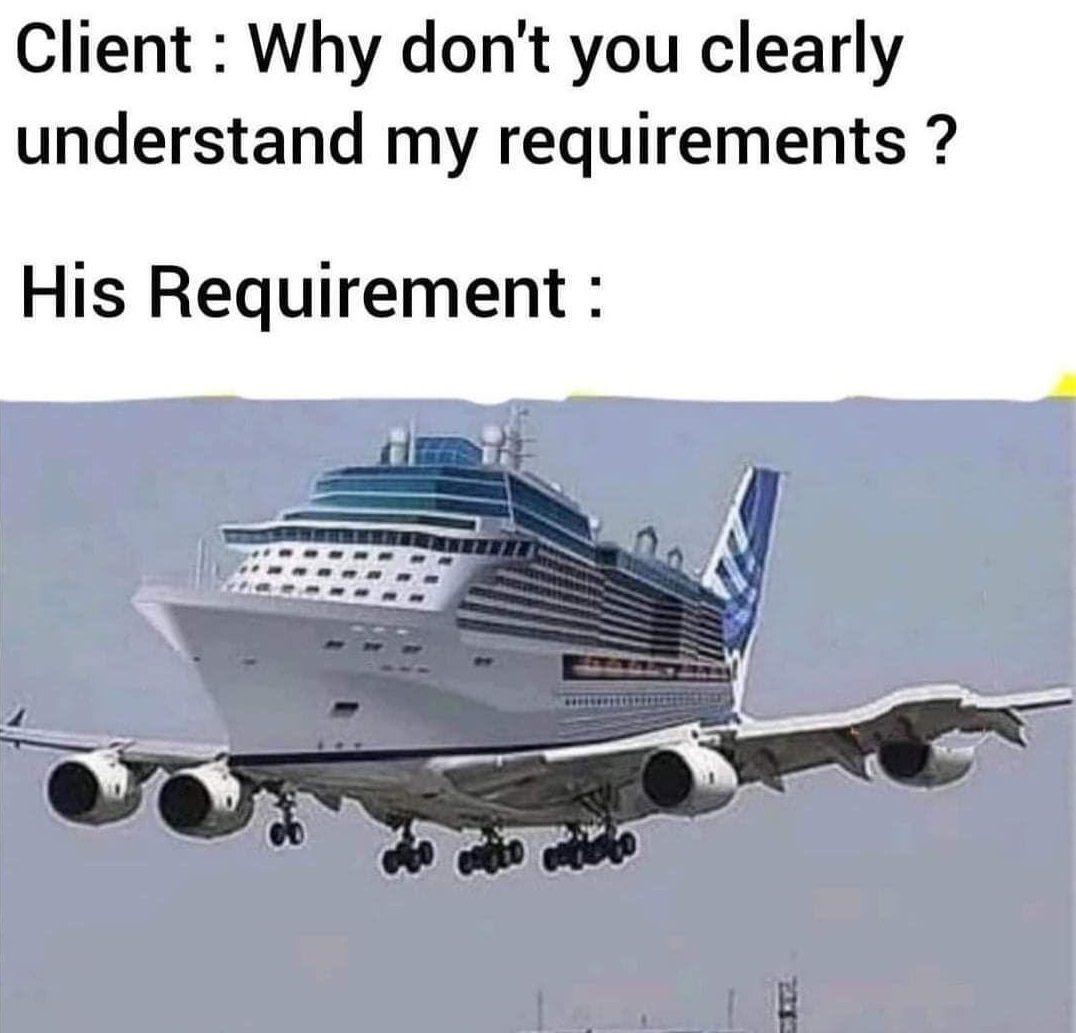 Client : Why don't you clearly
understand my requirements ?
His Requirement :